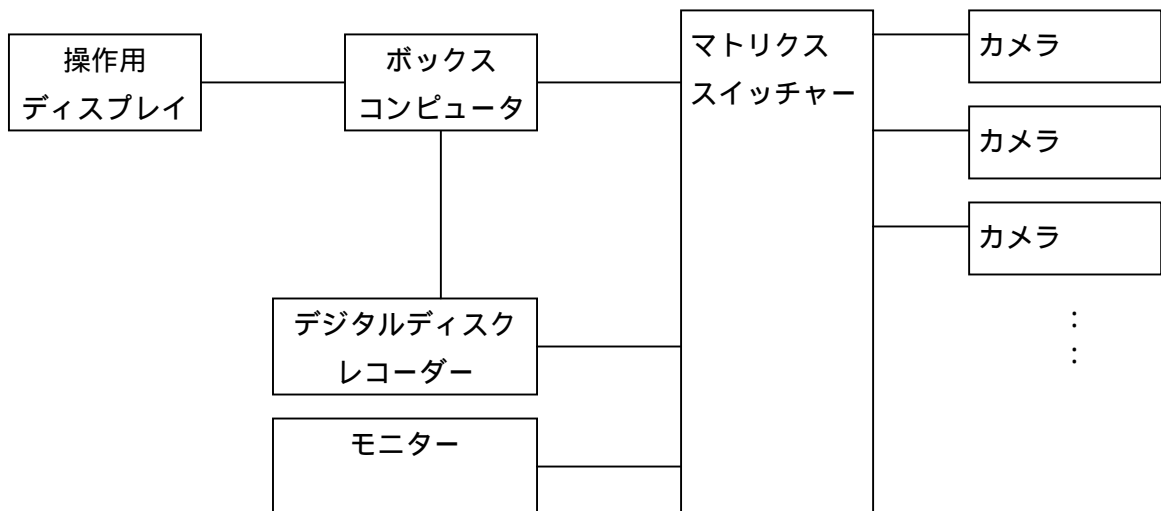 操作用
ディスプレイ
ボックス
コンピュータ
マトリクス
スイッチャー
カメラ
カメラ
カメラ
：
：
デジタルディスク
レコーダー
モニター